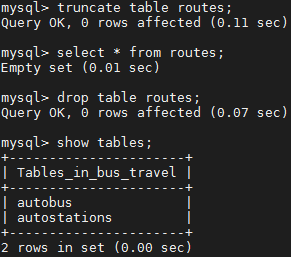 mysql> truncate table routes;
Query OK, 0 rows affected (0.11 sec)
mysql> select * from routes;
Empty set (0.01 sec)
mysql> drop table routes;
Query OK, 0 rows affected (0.07 sec)
mysql> show tables;
+----------------------+
| Tables_in_bus_travel |
+----------------------+
| autobus              |
| autostations         |
+----------------------+
2 rows in set (0.00 sec)